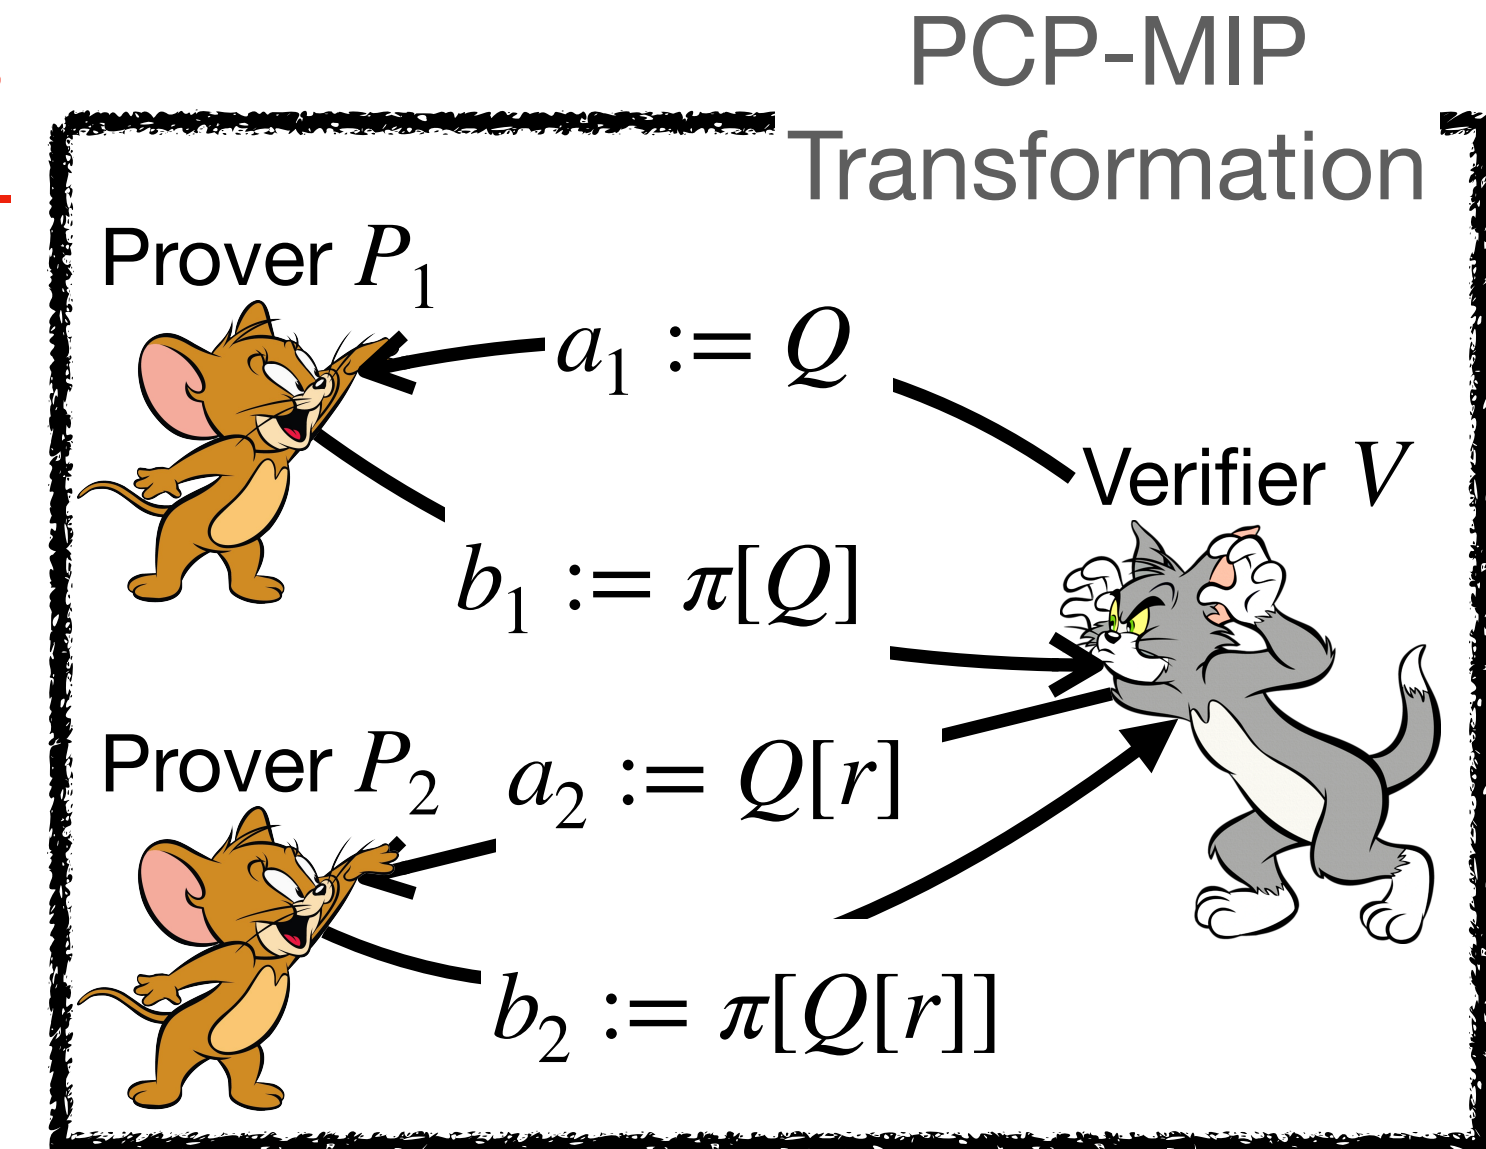 PCP-MIP
Transformation
Prover P₁
a₁ := Q
Verifier V
b₁ := π[Q]
Prover P₂
a₂ := Q[r]
b₂ := π[Q[r]]